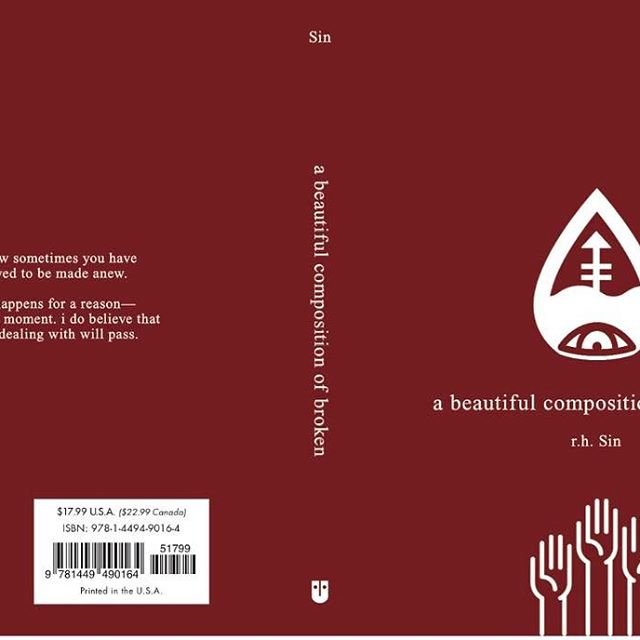 w sometimes you have
ved to be made anew.
appens for a reason—
moment. i do believe that
dealing with will pass.
$17.99 U.S.A. ($22.99 Canada)
ISBN: 978-1-4494-9016-4
51799
9 781449 490164
Printed in the U.S.A.
Sin
a beautiful composition of broken
a beautiful compositi
r.h. Sin